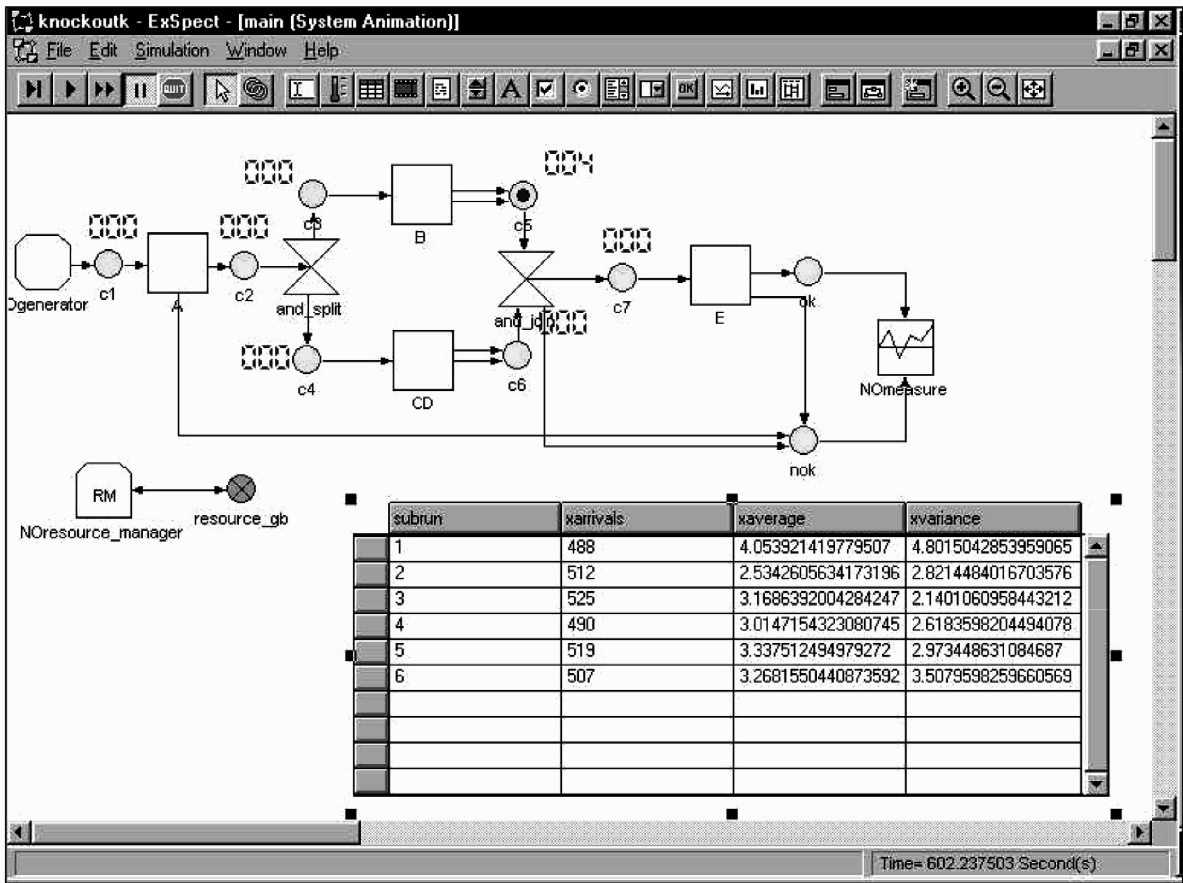 knockoutk - ExSpect - [main (System Animation)]
File Edit Simulation Window Help
QUIT A OK
000 004
c3 B c5
000 000 000
c1 A c2 and_split and_join c7 E ok
generator
000
000 c4 CD c6 NOmeasure
nok
RM
NOresource_manager resource_gb
subrun xarrivals xaverage xvariance
1 488 4.053921419779507 4.8015042853959065
2 512 2.5342605634173196 2.8214484016703576
3 525 3.1686392004284247 2.1401060958443212
4 490 3.0147154323080745 2.6183598204494078
5 519 3.337512494979272 2.973448631084687
6 507 3.2681550440873592 3.5079598259660569
Time= 602.237503 Second(s)